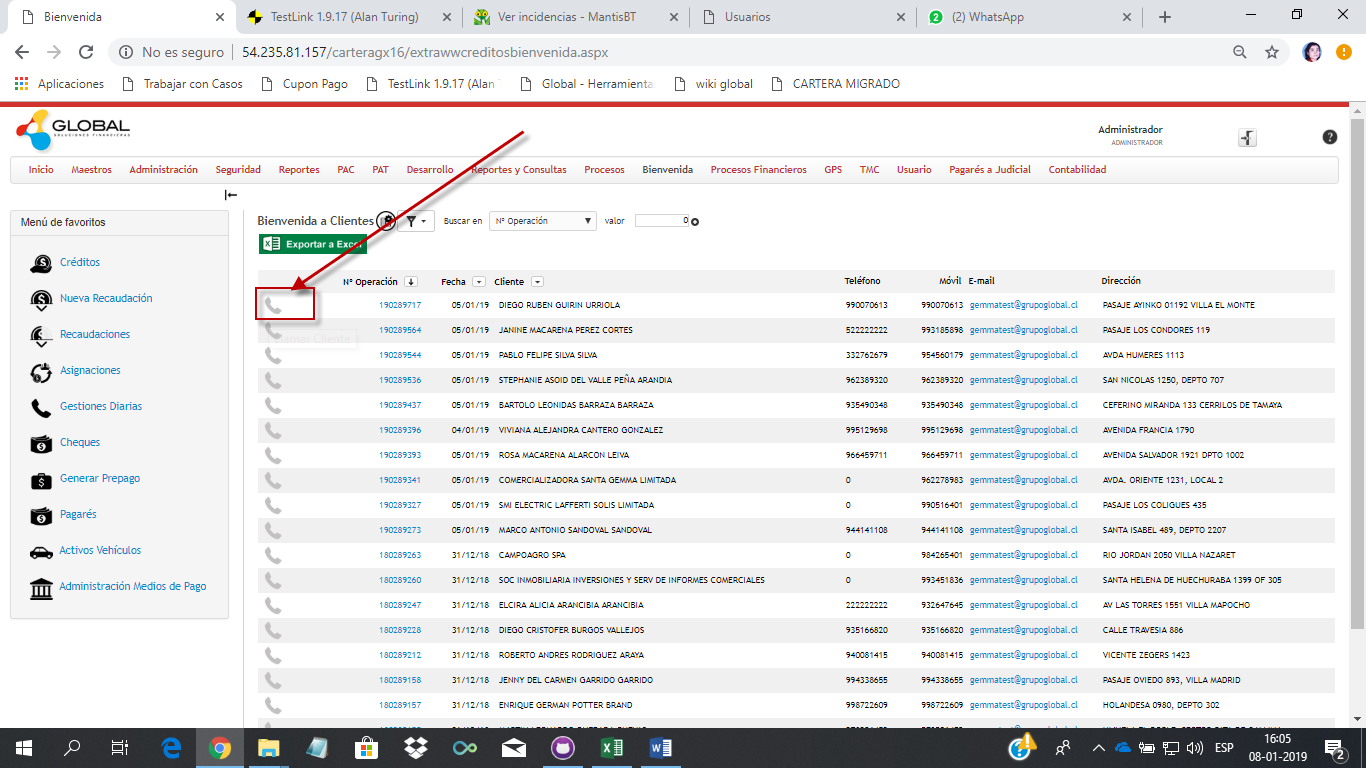 Bienvenida
TestLink 1.9.17 (Alan Turing)
Ver incidencias - MantisBT
Usuarios
(2) WhatsApp
No es seguro | 54.235.81.157/carteragx16/extrawwcreditosbienvenida.aspx
Aplicaciones
Trabajar con Casos
Cupon Pago
TestLink 1.9.17 (Alan
Global - Herramienta
wiki global
CARTERA MIGRADO
GLOBAL
SOLUCIONES FINANCIERAS
Administrador
ADMINISTRADOR
Inicio Maestros Administración Seguridad Reportes PAC PAT Desarrollo Reportes y Consultas Procesos Bienvenida Procesos Financieros GPS TMC Usuario Pagarés a Judicial Contabilidad
Menú de favoritos
Créditos
Nueva Recaudación
Recaudaciones
Asignaciones
Gestiones Diarias
Cheques
Generar Prepago
Pagarés
Activos Vehículos
Administración Medios de Pago
Bienvenida a Clientes
Buscar en Nº Operación valor 0
Exportar a Excel
Nº Operación Fecha Cliente Teléfono Móvil E-mail Dirección
190289717 05/01/19 DIEGO RUBEN GUIRIN URRIOLA 990070613 990070613 gemmatest@grupoglobal.cl PASAJE AYINKO 01192 VILLA EL MONTE
190289564 05/01/19 JANINE MACARENA PEREZ CORTES 522222222 993185898 gemmatest@grupoglobal.cl PASAJE LOS CONDORES 119
Llamar Cliente
190289544 05/01/19 PABLO FELIPE SILVA SILVA 332762679 954560179 gemmatest@grupoglobal.cl AVDA HUMERES 1113
190289536 05/01/19 STEPHANIE ASOID DEL VALLE PEÑA ARANDIA 962389320 962389320 gemmatest@grupoglobal.cl SAN NICOLAS 1250, DEPTO 707
190289437 05/01/19 BARTOLO LEONIDAS BARRAZA BARRAZA 935490348 935490348 gemmatest@grupoglobal.cl CEFERINO MIRANDA 133 CERRILOS DE TAMAYA
190289396 04/01/19 VIVIANA ALEJANDRA CANTERO GONZALEZ 995129698 995129698 gemmatest@grupoglobal.cl AVENIDA FRANCIA 1790
190289393 05/01/19 ROSA MACARENA ALARCON LEIVA 966459711 966459711 gemmatest@grupoglobal.cl AVENIDA SALVADOR 1921 DPTO 1002
190289341 05/01/19 COMERCIALIZADORA SANTA GEMMA LIMITADA 0 962278983 gemmatest@grupoglobal.cl AVDA. ORIENTE 1231, LOCAL 2
190289327 05/01/19 SMI ELECTRIC LAFFERTI SOLIS LIMITADA 0 990516401 gemmatest@grupoglobal.cl PASAJE LOS COLIGUES 435
190289273 05/01/19 MARCO ANTONIO SANDOVAL SANDOVAL 944141108 944141108 gemmatest@grupoglobal.cl SANTA ISABEL 489, DEPTO 2207
180289263 31/12/18 CAMPOAGRO SPA 0 984265401 gemmatest@grupoglobal.cl RIO JORDAN 2050 VILLA NAZARET
180289260 31/12/18 SOC INMOBILIARIA INVERSIONES Y SERV DE INFORMES COMERCIALES 0 993451836 gemmatest@grupoglobal.cl SANTA HELENA DE HUECHURABA 1399 OF 305
180289247 31/12/18 ELCIRA ALICIA ARANCIBIA ARANCIBIA 222222222 932647645 gemmatest@grupoglobal.cl AV LAS TORRES 1551 VILLA MAPOCHO
180289228 31/12/18 DIEGO CRISTOFER BURGOS VALLEJOS 935166820 935166820 gemmatest@grupoglobal.cl CALLE TRAVESIA 886
180289212 31/12/18 ROBERTO ANDRES RODRIGUEZ ARAYA 940081415 940081415 gemmatest@grupoglobal.cl VICENTE ZEGERS 1423
180289158 31/12/18 JENNY DEL CARMEN GARRIDO GARRIDO 994338655 994338655 gemmatest@grupoglobal.cl PASAJE OVIEDO 893, VILLA MADRID
180289157 31/12/18 ENRIQUE GERMAN POTTER BRAND 998722609 998722609 gemmatest@grupoglobal.cl HOLANDESA 0980, DEPTO 302
ESP
16:05
08-01-2019
2